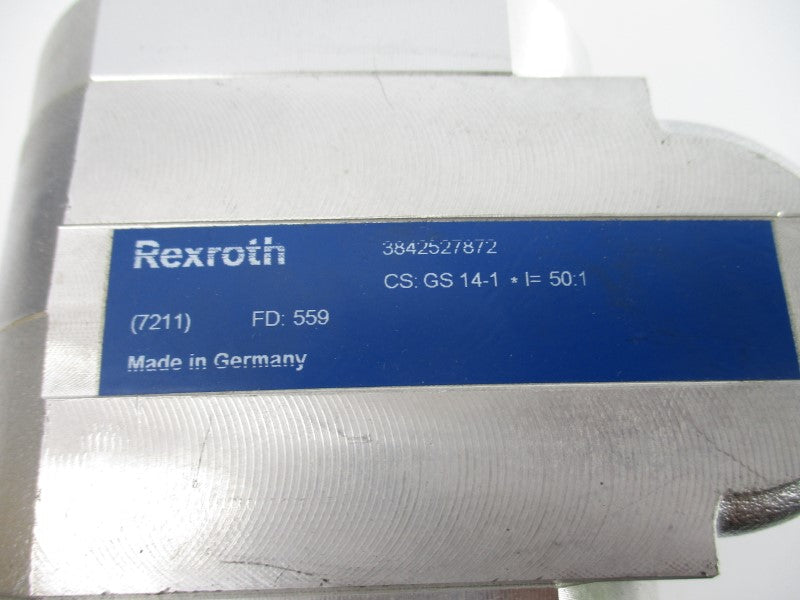 Rexroth 3842527872
CS: GS 14-1 * I= 50:1
(7211) FD: 559
Made in Germany